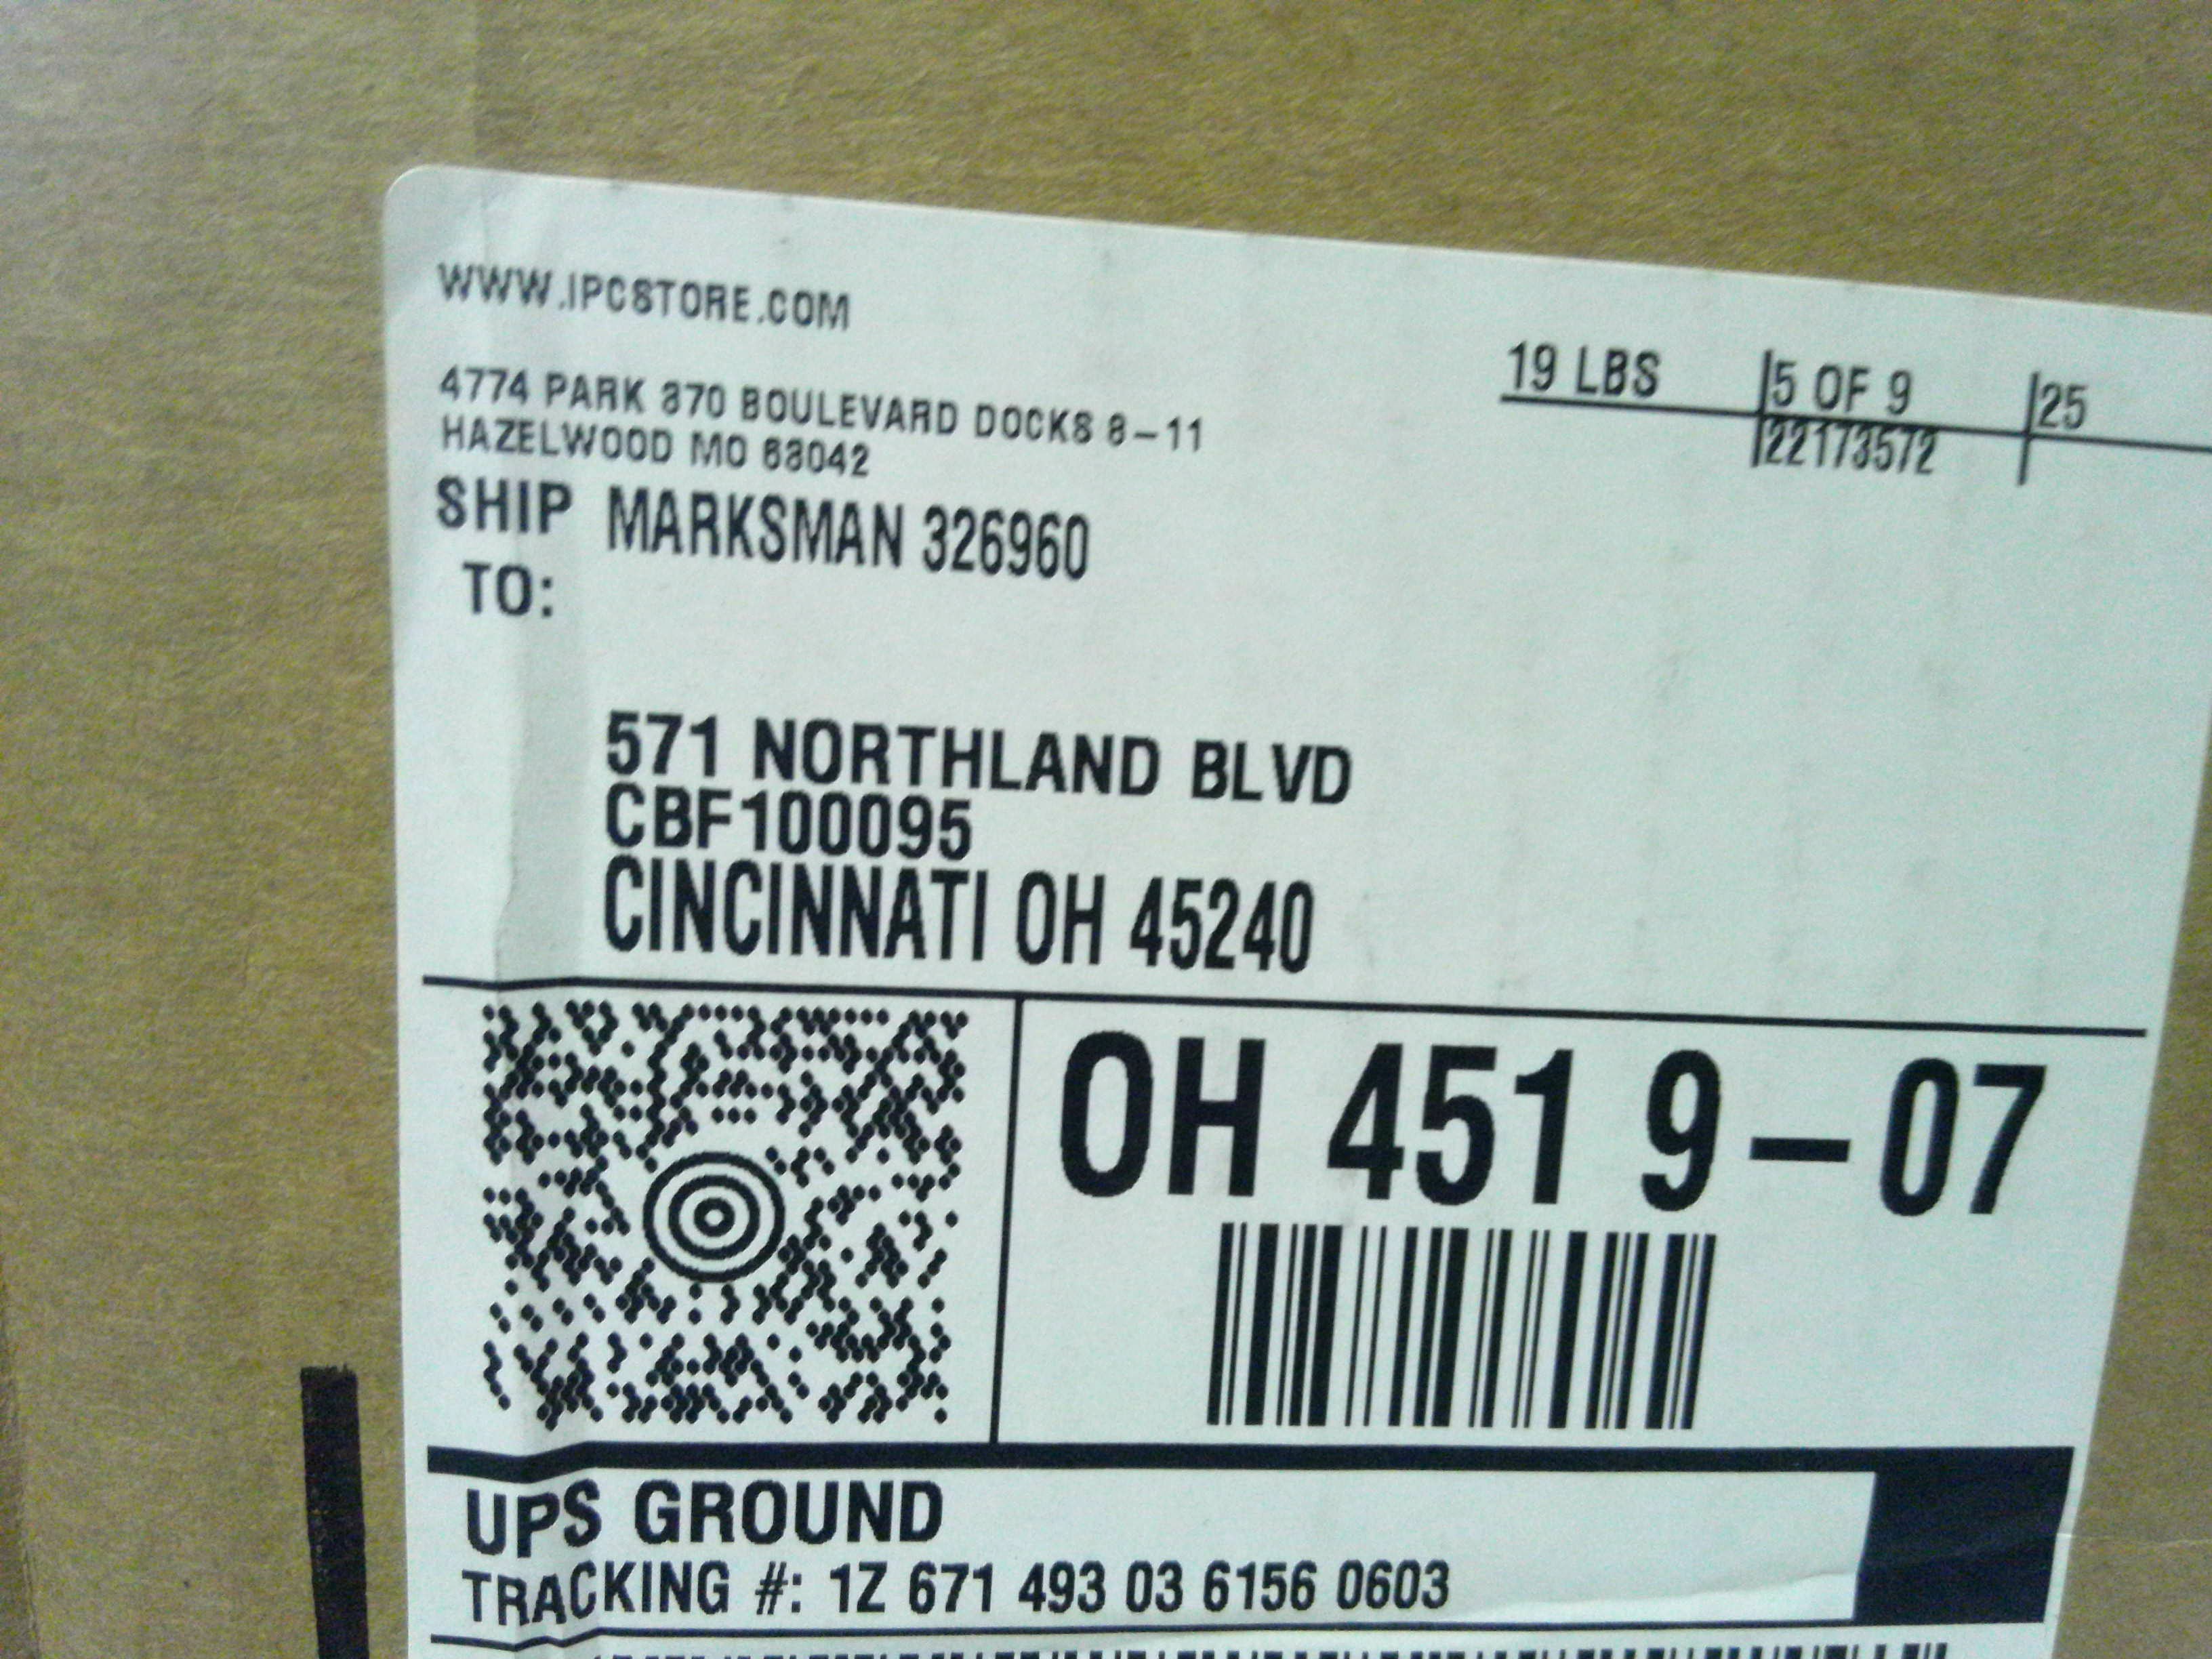 WWW.IPCSTORE.COM
4774 PARK 370 BOULEVARD DOCKS 8-11
HAZELWOOD MO 63042
19 LBS
5 OF 9
25
22173572
SHIP TO:
MARKSMAN 326960
571 NORTHLAND BLVD
CBF100095
CINCINNATI OH 45240
OH 451 9-07
UPS GROUND
TRACKING #: 1Z 671 493 03 6156 0603